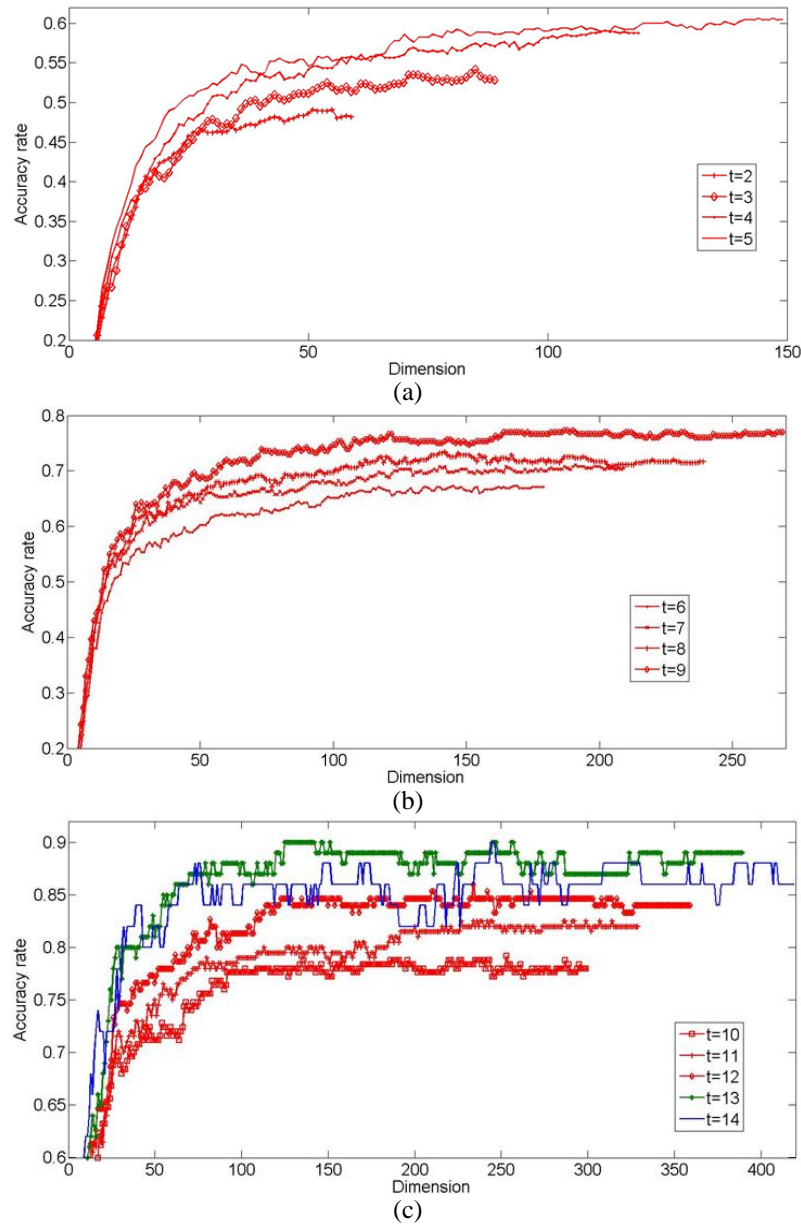 0.6
0.55
0.5
0.45
0.4
0.35
0.3
0.25
0.2
Accuracy rate
t=2
t=3
t=4
t=5
0 50 100 150
Dimension
(a)
0.8
0.7
0.6
0.5
0.4
0.3
0.2
Accuracy rate
t=6
t=7
t=8
t=9
0 50 100 150 200 250
Dimension
(b)
0.9
0.85
0.8
0.75
0.7
0.65
0.6
Accuracy rate
t=10
t=11
t=12
t=13
t=14
0 50 100 150 200 250 300 350 400
Dimension
(c)